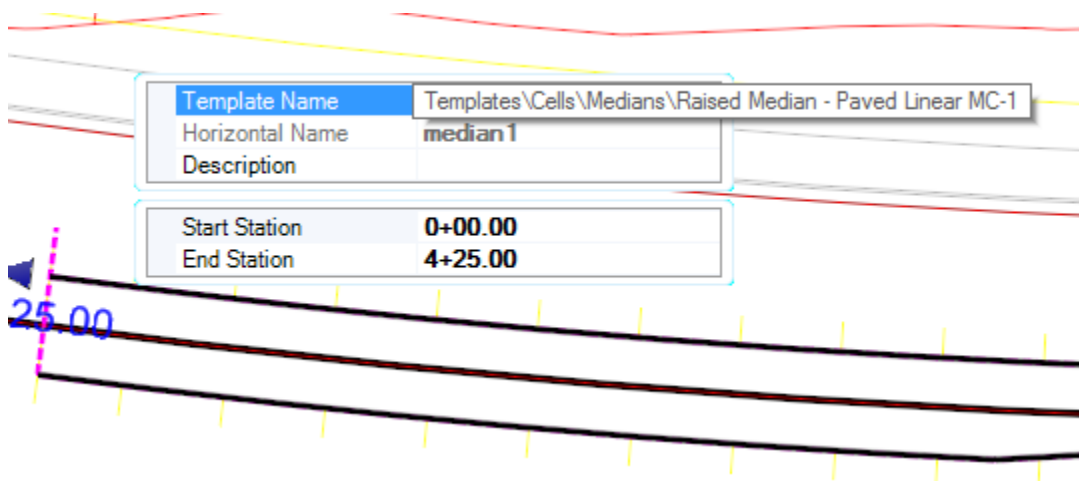 Template Name Templates\Cells\Medians\Raised Median - Paved Linear MC-1
Horizontal Name median1
Description
Start Station 0+00.00
End Station 4+25.00
25.00